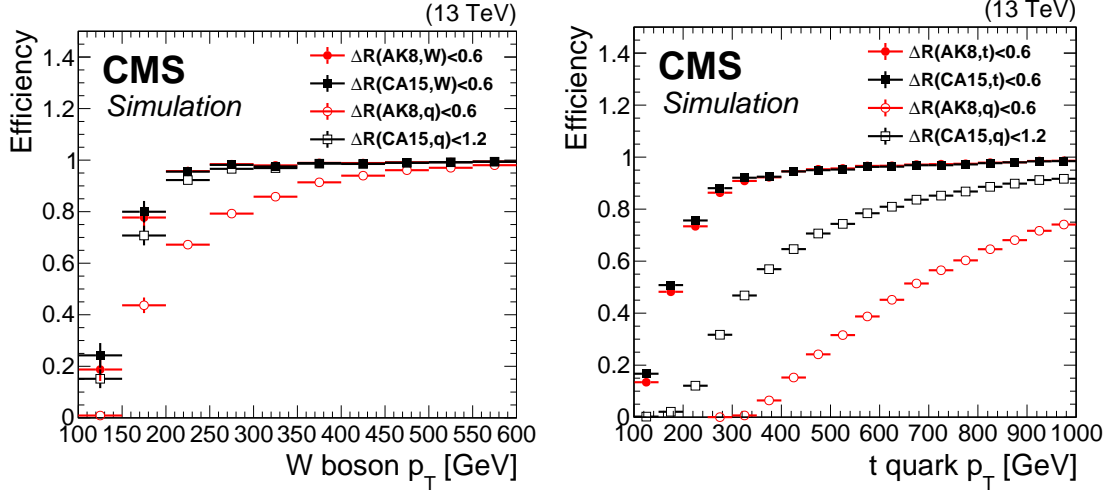 (13 TeV)
CMS
Simulation
ΔR(AK8,W)<0.6
ΔR(CA15,W)<0.6
ΔR(AK8,q)<0.6
ΔR(CA15,q)<1.2
Efficiency
1.4
1.2
1
0.8
0.6
0.4
0.2
0
100 150 200 250 300 350 400 450 500 550 600
W boson p_T [GeV]
(13 TeV)
CMS
Simulation
ΔR(AK8,t)<0.6
ΔR(CA15,t)<0.6
ΔR(AK8,q)<0.6
ΔR(CA15,q)<1.2
Efficiency
1.4
1.2
1
0.8
0.6
0.4
0.2
0
100 200 300 400 500 600 700 800 900 1000
t quark p_T [GeV]